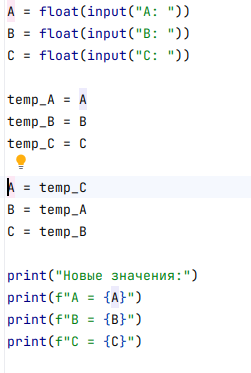 A = float(input("A: "))
B = float(input("B: "))
C = float(input("C: "))
temp_A = A
temp_B = B
temp_C = C
A = temp_C
B = temp_A
C = temp_B
print("Новые значения:")
print(f"A = {A}")
print(f"B = {B}")
print(f"C = {C}")